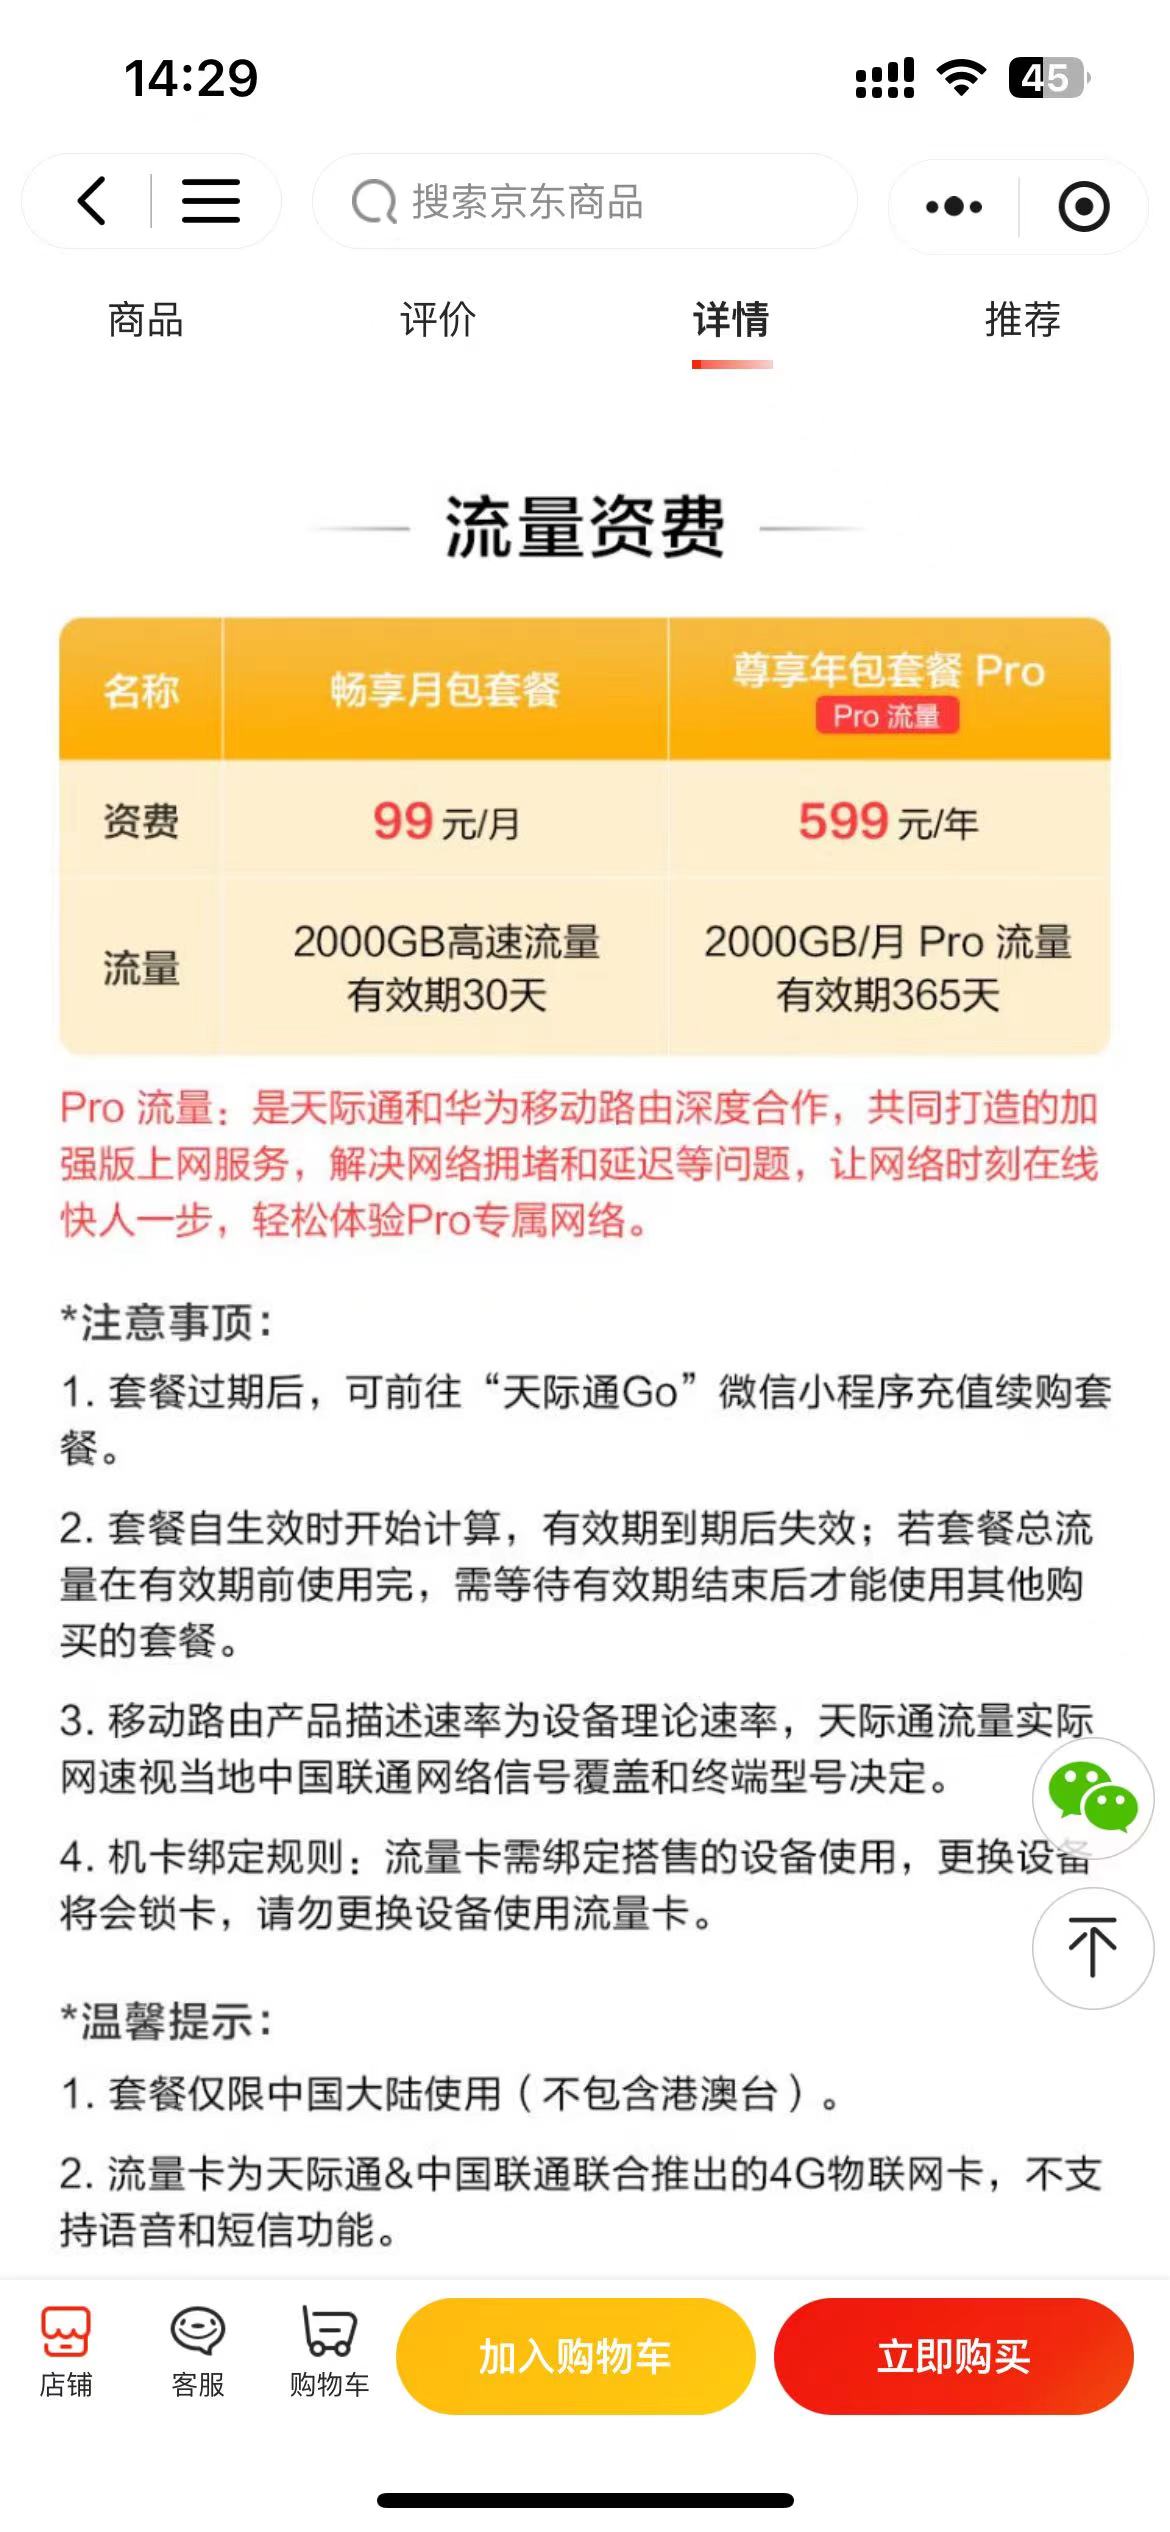 14:29
45
搜索京东商品
商品
评价
详情
推荐
流量资费
名称
畅享月包套餐
尊享年包套餐 Pro
Pro 流量
资费
99 元/月
599 元/年
流量
2000GB高速流量
有效期30天
2000GB/月 Pro 流量
有效期365天
Pro 流量：是天际通和华为移动路由深度合作，共同打造的加
强版上网服务，解决网络拥堵和延迟等问题，让网络时刻在线
快人一步，轻松体验Pro专属网络。
*注意事项：
1. 套餐过期后，可前往“天际通Go”微信小程序充值续购套
餐。
2. 套餐自生效时开始计算，有效期到期后失效；若套餐总流
量在有效期前使用完，需等待有效期结束后才能使用其他购
买的套餐。
3. 移动路由产品描述速率为设备理论速率，天际通流量实际
网速视当地中国联通网络信号覆盖和终端型号决定。
4. 机卡绑定规则：流量卡需绑定搭售的设备使用，更换设备
将会锁卡，请勿更换设备使用流量卡。
*温馨提示：
1. 套餐仅限中国大陆使用（不包含港澳台）。
2. 流量卡为天际通&中国联通联合推出的4G物联网卡，不支
持语音和短信功能。
店铺
客服
购物车
加入购物车
立即购买